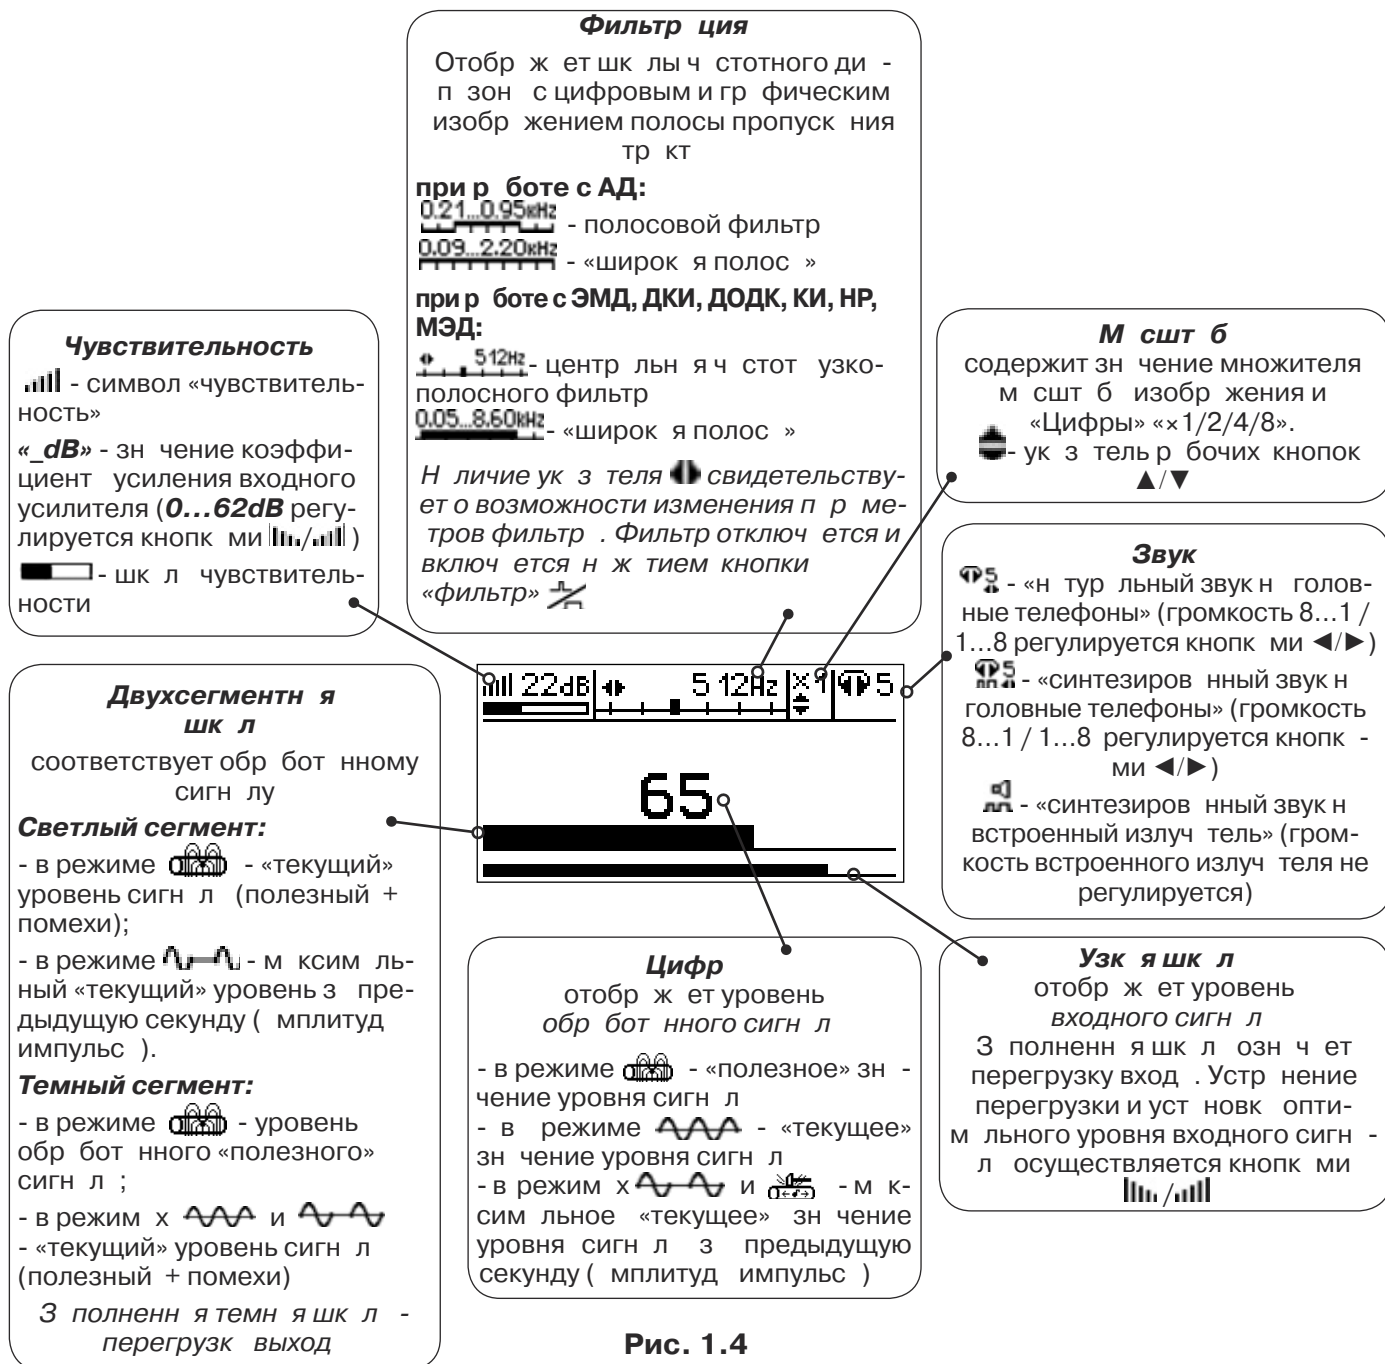 Фильтр ция
Отобр ж ет шк лы ч стотного ди -
п зон с цифровым и гр фическим
изобр жением полосы пропуск ния
тр кт
при р боте с АД:
0.21...0.95кHz - полосовой фильтр
0.09...2.20кHz - «широк я полос »
при р боте с ЭМД, ДКИ, ДОДК, КИ, НР,
МЭД:
512Hz - центр льн я ч стот узко-
полосного фильтр
0.05...8.60kHz - «широк я полос »
Н личие ук з теля свидетельству-
ет о возможности изменения п р ме-
тров фильтр . Фильтр отключ ется и
включ ется н ж тием кнопки
«фильтр»
Чувствительность
- символ «чувствитель-
ность»
«_dB» - зн чение коэффи-
циент усиления входного
усилителя (0...62dB регу-
лируется кнопк ми / )
- шк л чувствитель-
ности
М сшт б
содержит зн чение множителя
м сшт б изобр жения и
«Цифры» «×1/2/4/8».
- ук з тель р бочих кнопок
▲/▼
Звук
5 - «н тур льный звук н голов-
ные телефоны» (громкость 8...1 /
1...8 регулируется кнопк ми ◄/►)
5 - «синтезиров нный звук н
головные телефоны» (громкость
8...1 / 1...8 регулируется кнопк -
ми ◄/►)
- «синтезиров нный звук н
встроенный излуч тель» (гром-
кость встроенного излуч теля не
регулируется)
22dB 512Hz ×1 5
65
Двухсегментн я
шк л
соответствует обр бот нному
сигн лу
Светлый сегмент:
- в режиме - «текущий»
уровень сигн л (полезный +
помехи);
- в режиме - м ксим ль-
ный «текущий» уровень з пре-
дыдущую секунду ( мплитуд
импульс ).
Темный сегмент:
- в режиме - уровень
обр бот нного «полезного»
сигн л ;
- в режим х и
- «текущий» уровень сигн л
(полезный + помехи)
З полненн я темн я шк л -
перегрузк выход
Цифр
отобр ж ет уровень
обр бот нного сигн л
- в режиме - «полезное» зн -
чение уровня сигн л
- в режиме - «текущее»
зн чение уровня сигн л
- в режим х и - м к-
сим льное «текущее» зн чение
уровня сигн л з предыдущую
секунду ( мплитуд импульс )
Узк я шк л
отобр ж ет уровень
входного сигн л
З полненн я шк л озн ч ет
перегрузку вход . Устр нение
перегрузки и уст новк опти-
м льного уровня входного сигн -
л осуществляется кнопк ми
/
Рис. 1.4